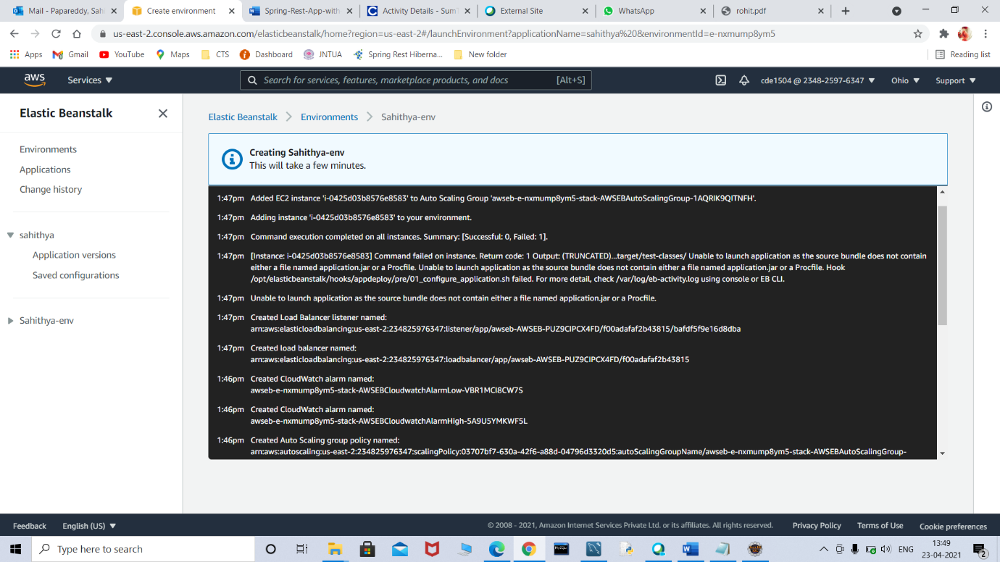 Mail - Papareddy, Sah
Create environment
Spring-Rest-App-with
Activity Details - SumT
External Site
WhatsApp
rohit.pdf
us-east-2.console.aws.amazon.com/elasticbeanstalk/home?region=us-east-2#/launchEnvironment?applicationName=sahithya%20&environmentId=e-nxmump8ym5
Apps
Gmail
YouTube
Maps
CTS
Dashboard
JNTUA
Spring Rest Hiberna...
New folder
Reading list
aws
Services
Search for services, features, marketplace products, and docs
[Alt+S]
cde1504 @ 2348-2597-6347
Ohio
Support
Elastic Beanstalk
Environments
Applications
Change history
sahithya
Application versions
Saved configurations
Sahithya-env
Elastic Beanstalk
Environments
Sahithya-env
Creating Sahithya-env
This will take a few minutes.
1:47pm Added EC2 instance 'i-0425d03b8576e8583' to Auto Scaling Group 'awseb-e-nxmump8ym5-stack-AWSEBAutoScalingGroup-1AQRIK9QITNFH'.
1:47pm Adding instance 'i-0425d03b8576e8583' to your environment.
1:47pm Command execution completed on all instances. Summary: [Successful: 0, Failed: 1].
1:47pm [Instance: i-0425d03b8576e8583] Command failed on instance. Return code: 1 Output: (TRUNCATED)...target/test-classes/ Unable to launch application as the source bundle does not contain
either a file named application.jar or a Procfile. Unable to launch application as the source bundle does not contain either a file named application.jar or a Procfile. Hook
/opt/elasticbeanstalk/hooks/appdeploy/pre/01_configure_application.sh failed. For more detail, check /var/log/eb-activity.log using console or EB CLI.
1:47pm Unable to launch application as the source bundle does not contain either a file named application.jar or a Procfile.
1:47pm Created Load Balancer listener named:
arn:aws:elasticloadbalancing:us-east-2:234825976347:listener/app/awseb-AWSEB-PUZ9CIPCX4FD/f00adafaf2b43815/bafdf5f9e16d8dba
1:47pm Created load balancer named:
arn:aws:elasticloadbalancing:us-east-2:234825976347:loadbalancer/app/awseb-AWSEB-PUZ9CIPCX4FD/f00adafaf2b43815
1:46pm Created CloudWatch alarm named:
awseb-e-nxmump8ym5-stack-AWSEBCloudwatchAlarmLow-VBR1MCI8CW7S
1:46pm Created CloudWatch alarm named:
awseb-e-nxmump8ym5-stack-AWSEBCloudwatchAlarmHigh-5A9U5YMKWF5L
1:46pm Created Auto Scaling group policy named:
arn:aws:autoscaling:us-east-2:234825976347:scalingPolicy:03707bf7-630a-42f6-a88d-04796d3320d5:autoScalingGroupName/awseb-e-nxmump8ym5-stack-AWSEBAutoScalingGroup-
Feedback
English (US)
© 2008 - 2021, Amazon Internet Services Private Ltd. or its affiliates. All rights reserved.
Privacy Policy
Terms of Use
Cookie preferences
Type here to search
ENG
13:49
23-04-2021
2